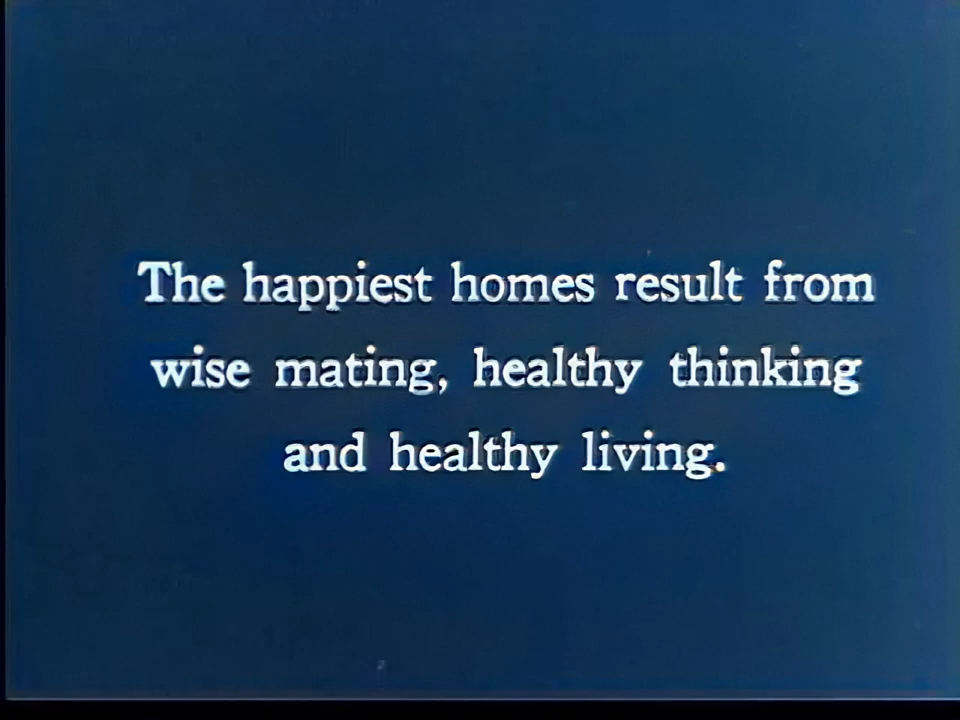 The happiest homes result from
wise mating, healthy thinking
and healthy living.